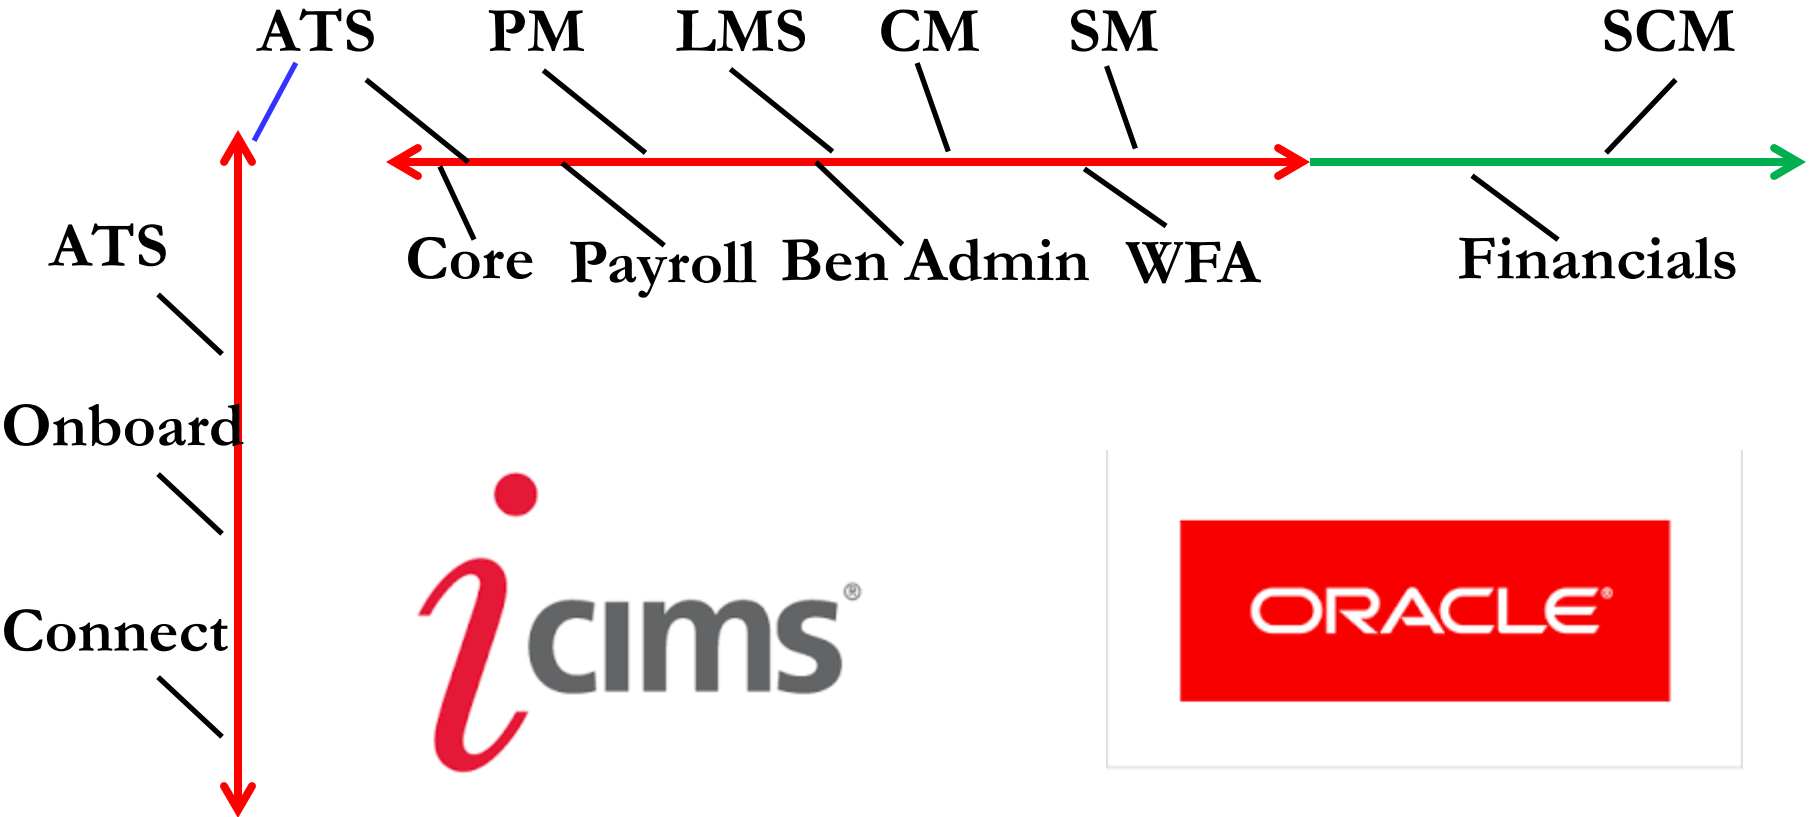 ATS PM LMS CM SM SCM
ATS
Core Payroll Ben Admin WFA Financials
Onboard
Connect
icims®
ORACLE®